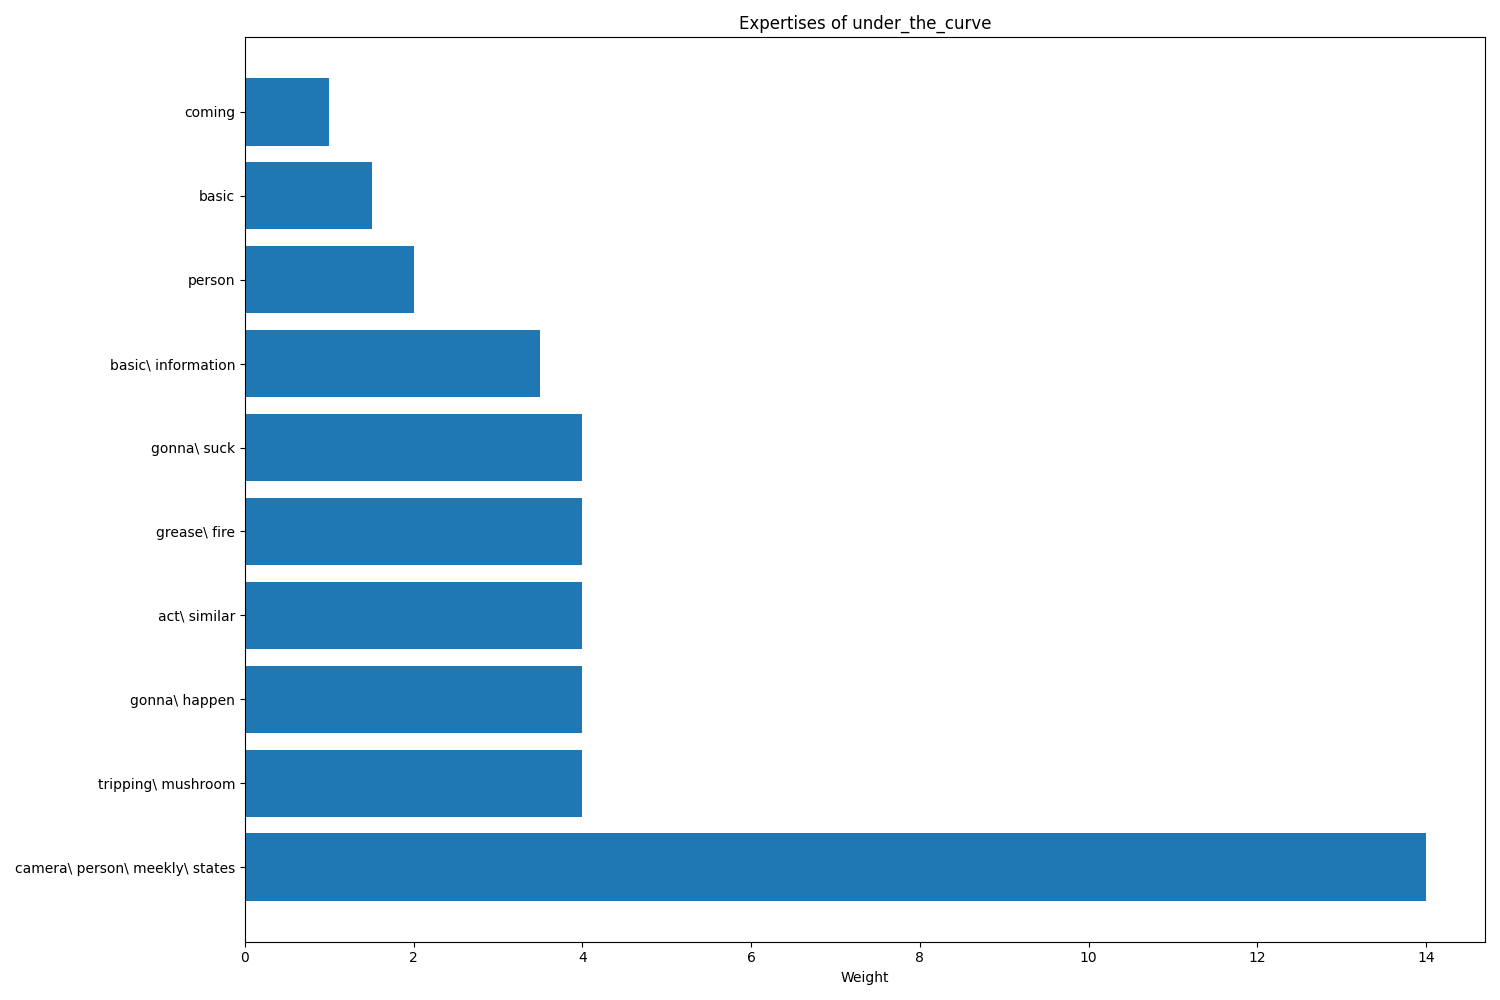 Expertises of under_the_curve
coming
basic
person
basic\ information
gonna\ suck
grease\ fire
act\ similar
gonna\ happen
tripping\ mushroom
camera\ person\ meekly\ states
0 2 4 6 8 10 12 14
Weight